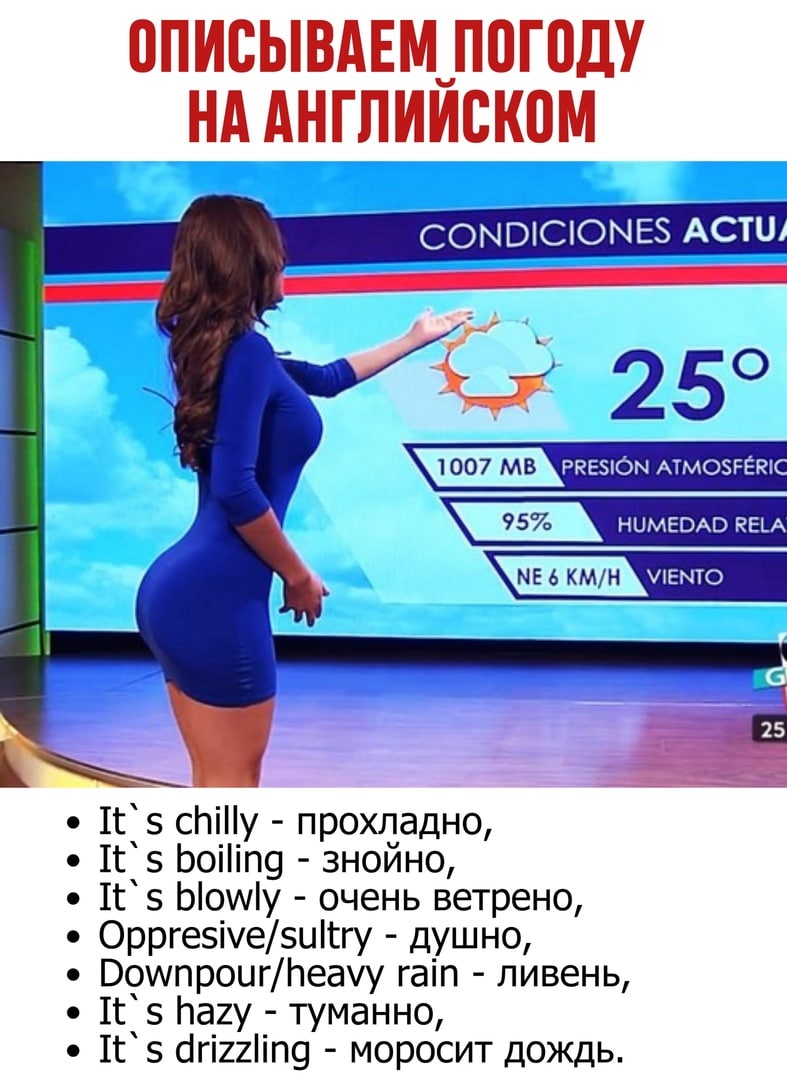 ОПИСЫВАЕМ ПОГОДУ
НА АНГЛИЙСКОМ
CONDICIONES ACTUA
25°
1007 MB PRESIÓN ATMOSFÉRIC
95% HUMEDAD RELA
NE 6 KM/H VIENTO
G
25
• It`s chilly - прохладно,
• It`s boiling - знойно,
• It`s blowly - очень ветрено,
• Oppresive/sultry - душно,
• Downpour/heavy rain - ливень,
• It`s hazy - туманно,
• It`s drizzling - моросит дождь.